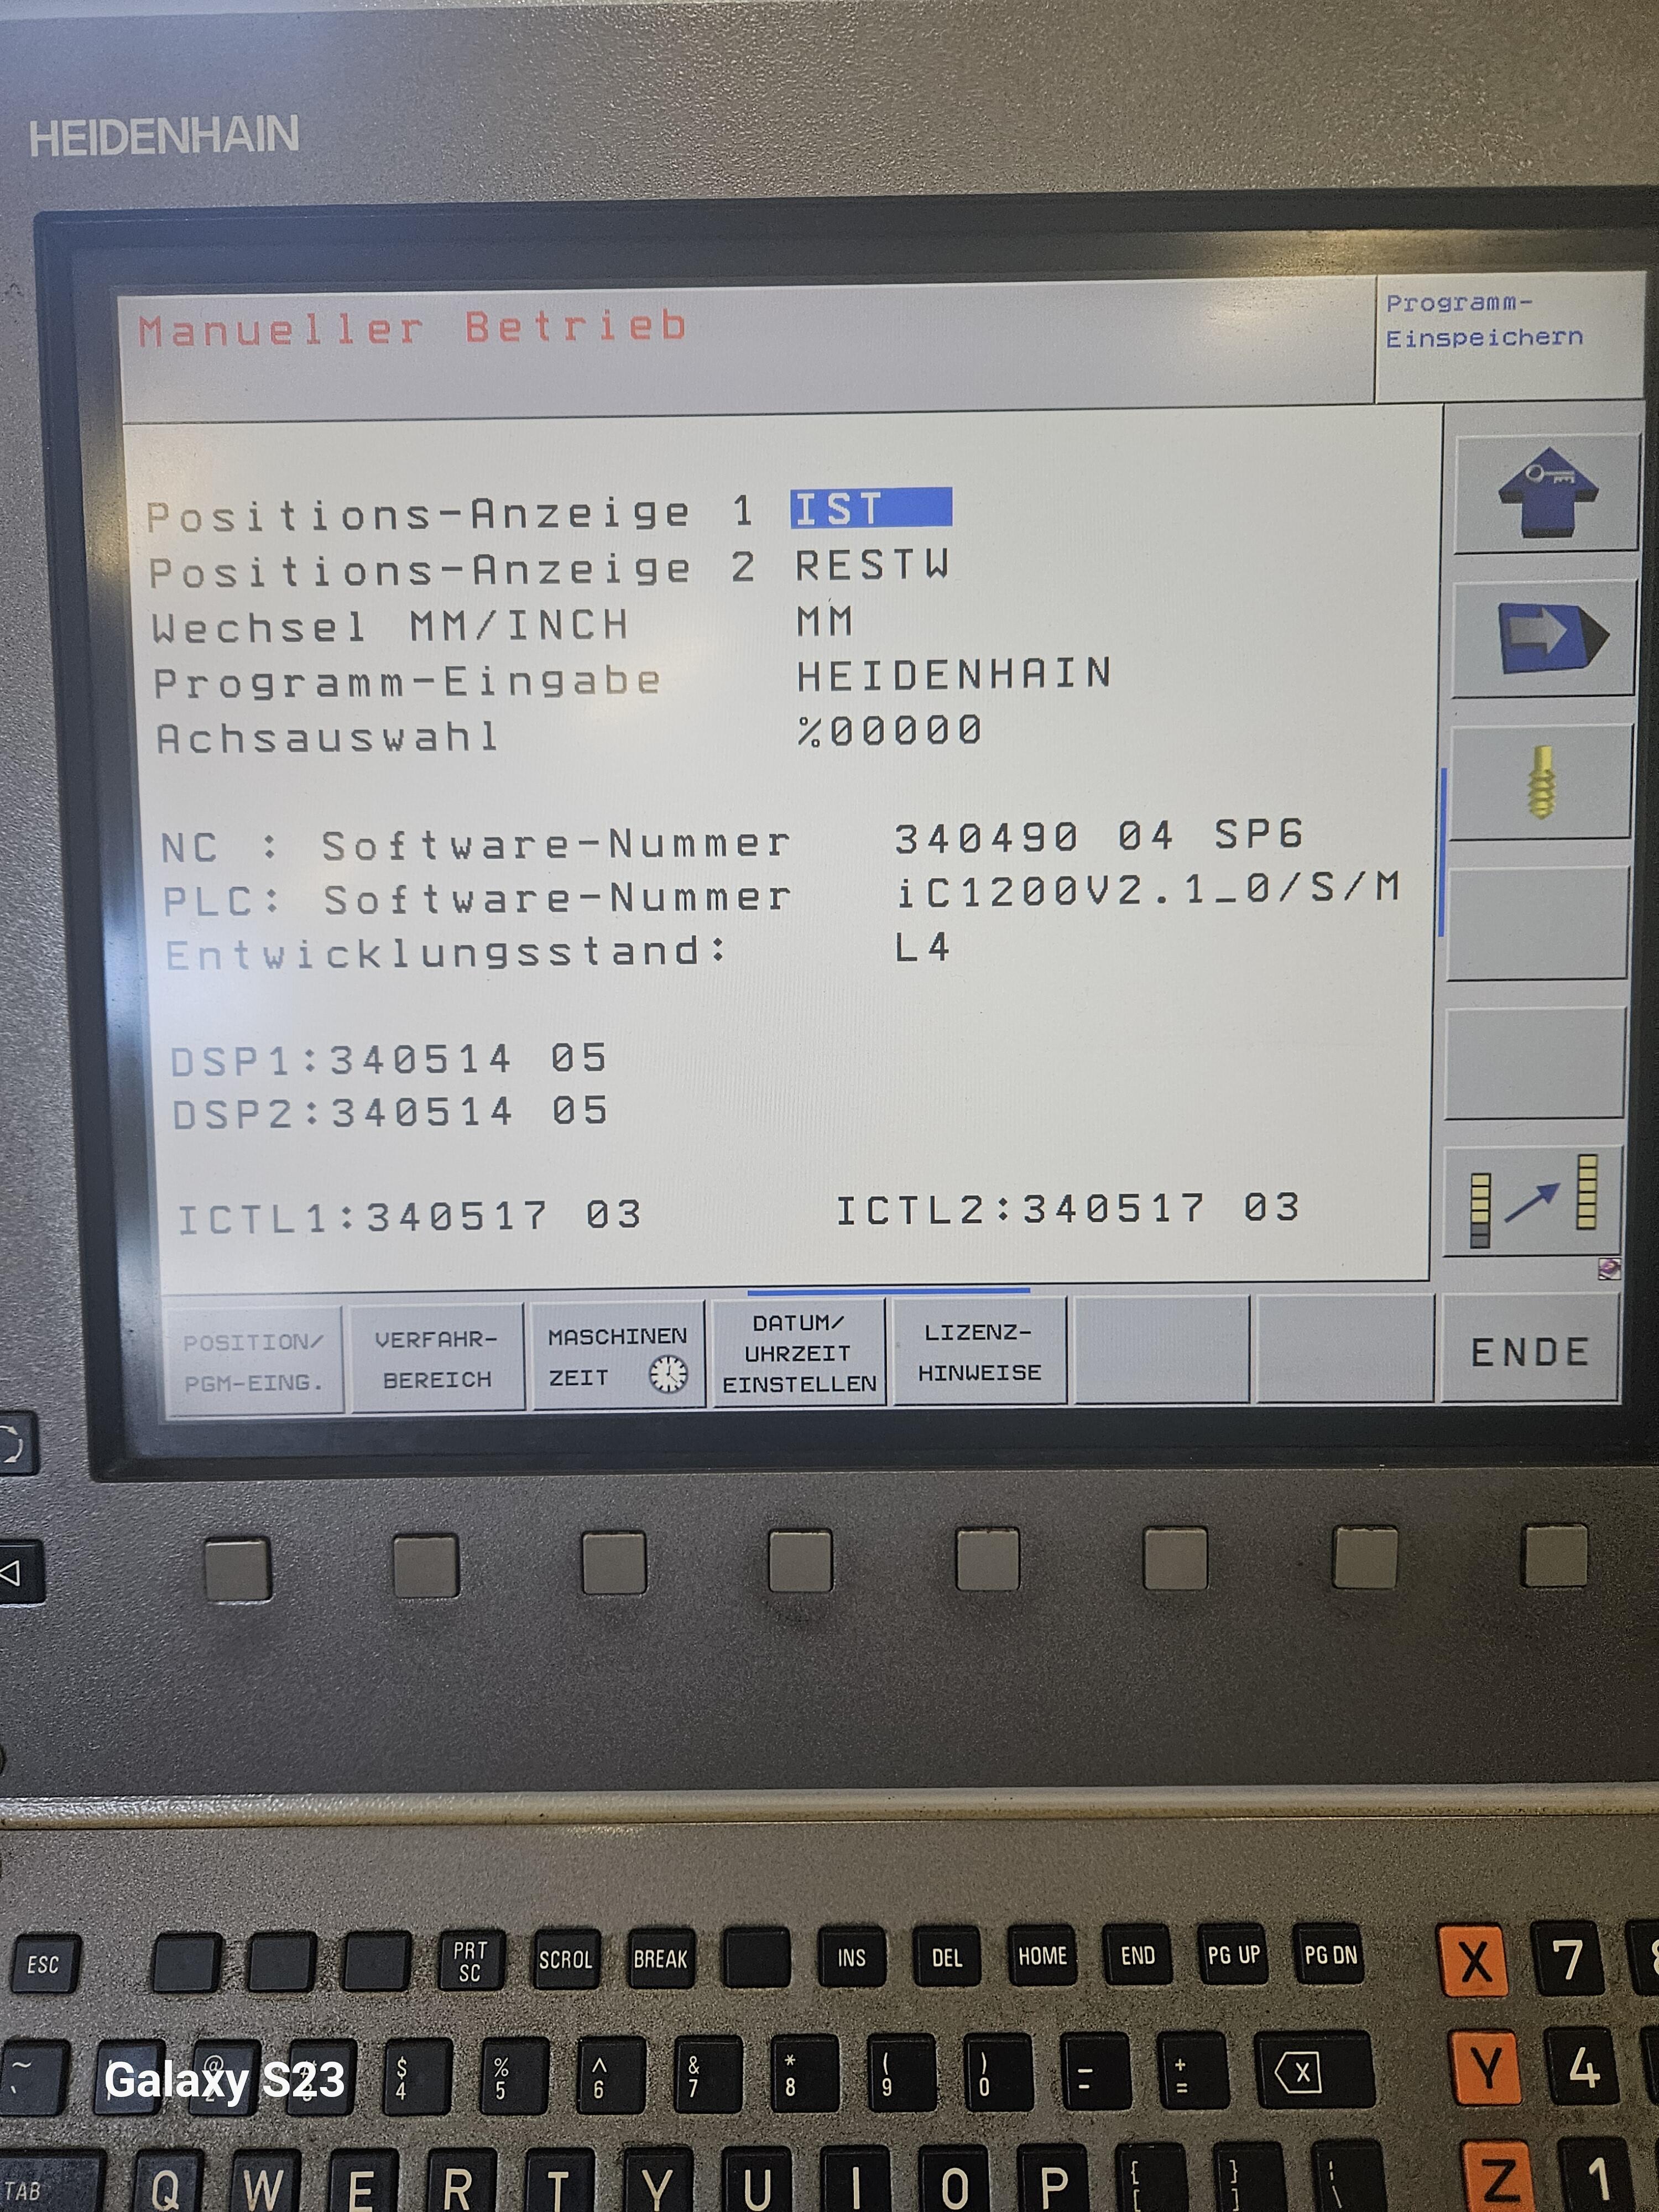 HEIDENHAIN
Manueller Betrieb
Programm-
Einspeichern
Positions-Anzeige 1 IST
Positions-Anzeige 2 RESTW
Wechsel MM/INCH MM
Programm-Eingabe HEIDENHAIN
Achsauswahl %00000
NC : Software-Nummer 340490 04 SP6
PLC: Software-Nummer iC1200V2.1_0/S/M
Entwicklungsstand: L4
DSP1:340514 05
DSP2:340514 05
ICTL1:340517 03 ICTL2:340517 03
POSITION/
PGM-EING.
VERFAHR-
BEREICH
MASCHINEN
ZEIT
DATUM/
UHRZEIT
EINSTELLEN
LIZENZ-
HINWEISE
ENDE
ESC PRT SC SCROL BREAK INS DEL HOME END PG UP PG DN X 7
~ ` $ 4 % 5 ^ 6 & 7 * 8 ( 9 ) 0 _ - + = X Y 4
Galaxy S23
TAB Q W E R T Y U I O P { [ } ] ¦ \ Z 1